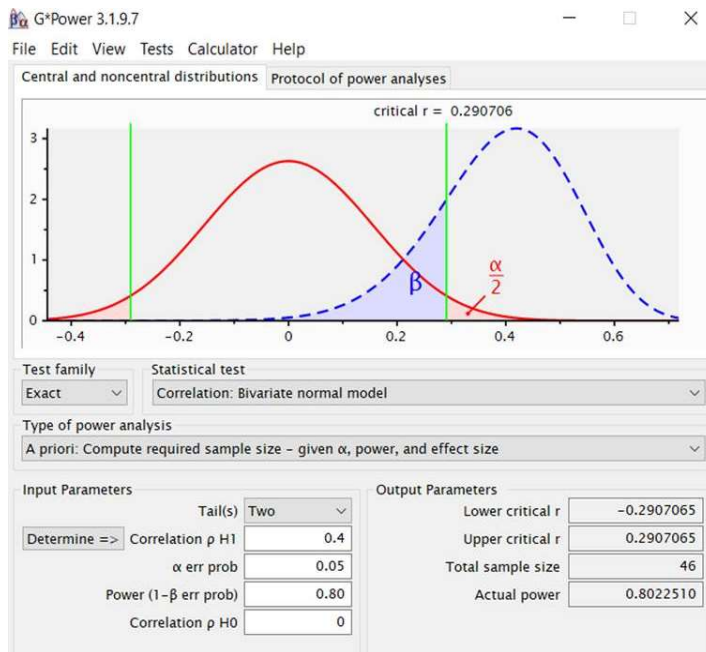 βα G*Power 3.1.9.7
File Edit View Tests Calculator Help
Central and noncentral distributions Protocol of power analyses
critical r = 0.290706
3
2
1
0
β
α
2
-0.4 -0.2 0 0.2 0.4 0.6
Test family Statistical test
Exact Correlation: Bivariate normal model
Type of power analysis
A priori: Compute required sample size – given α, power, and effect size
Input Parameters Output Parameters
Tail(s) Two Lower critical r -0.2907065
Determine => Correlation ρ H1 0.4 Upper critical r 0.2907065
α err prob 0.05 Total sample size 46
Power (1-β err prob) 0.80 Actual power 0.8022510
Correlation ρ H0 0